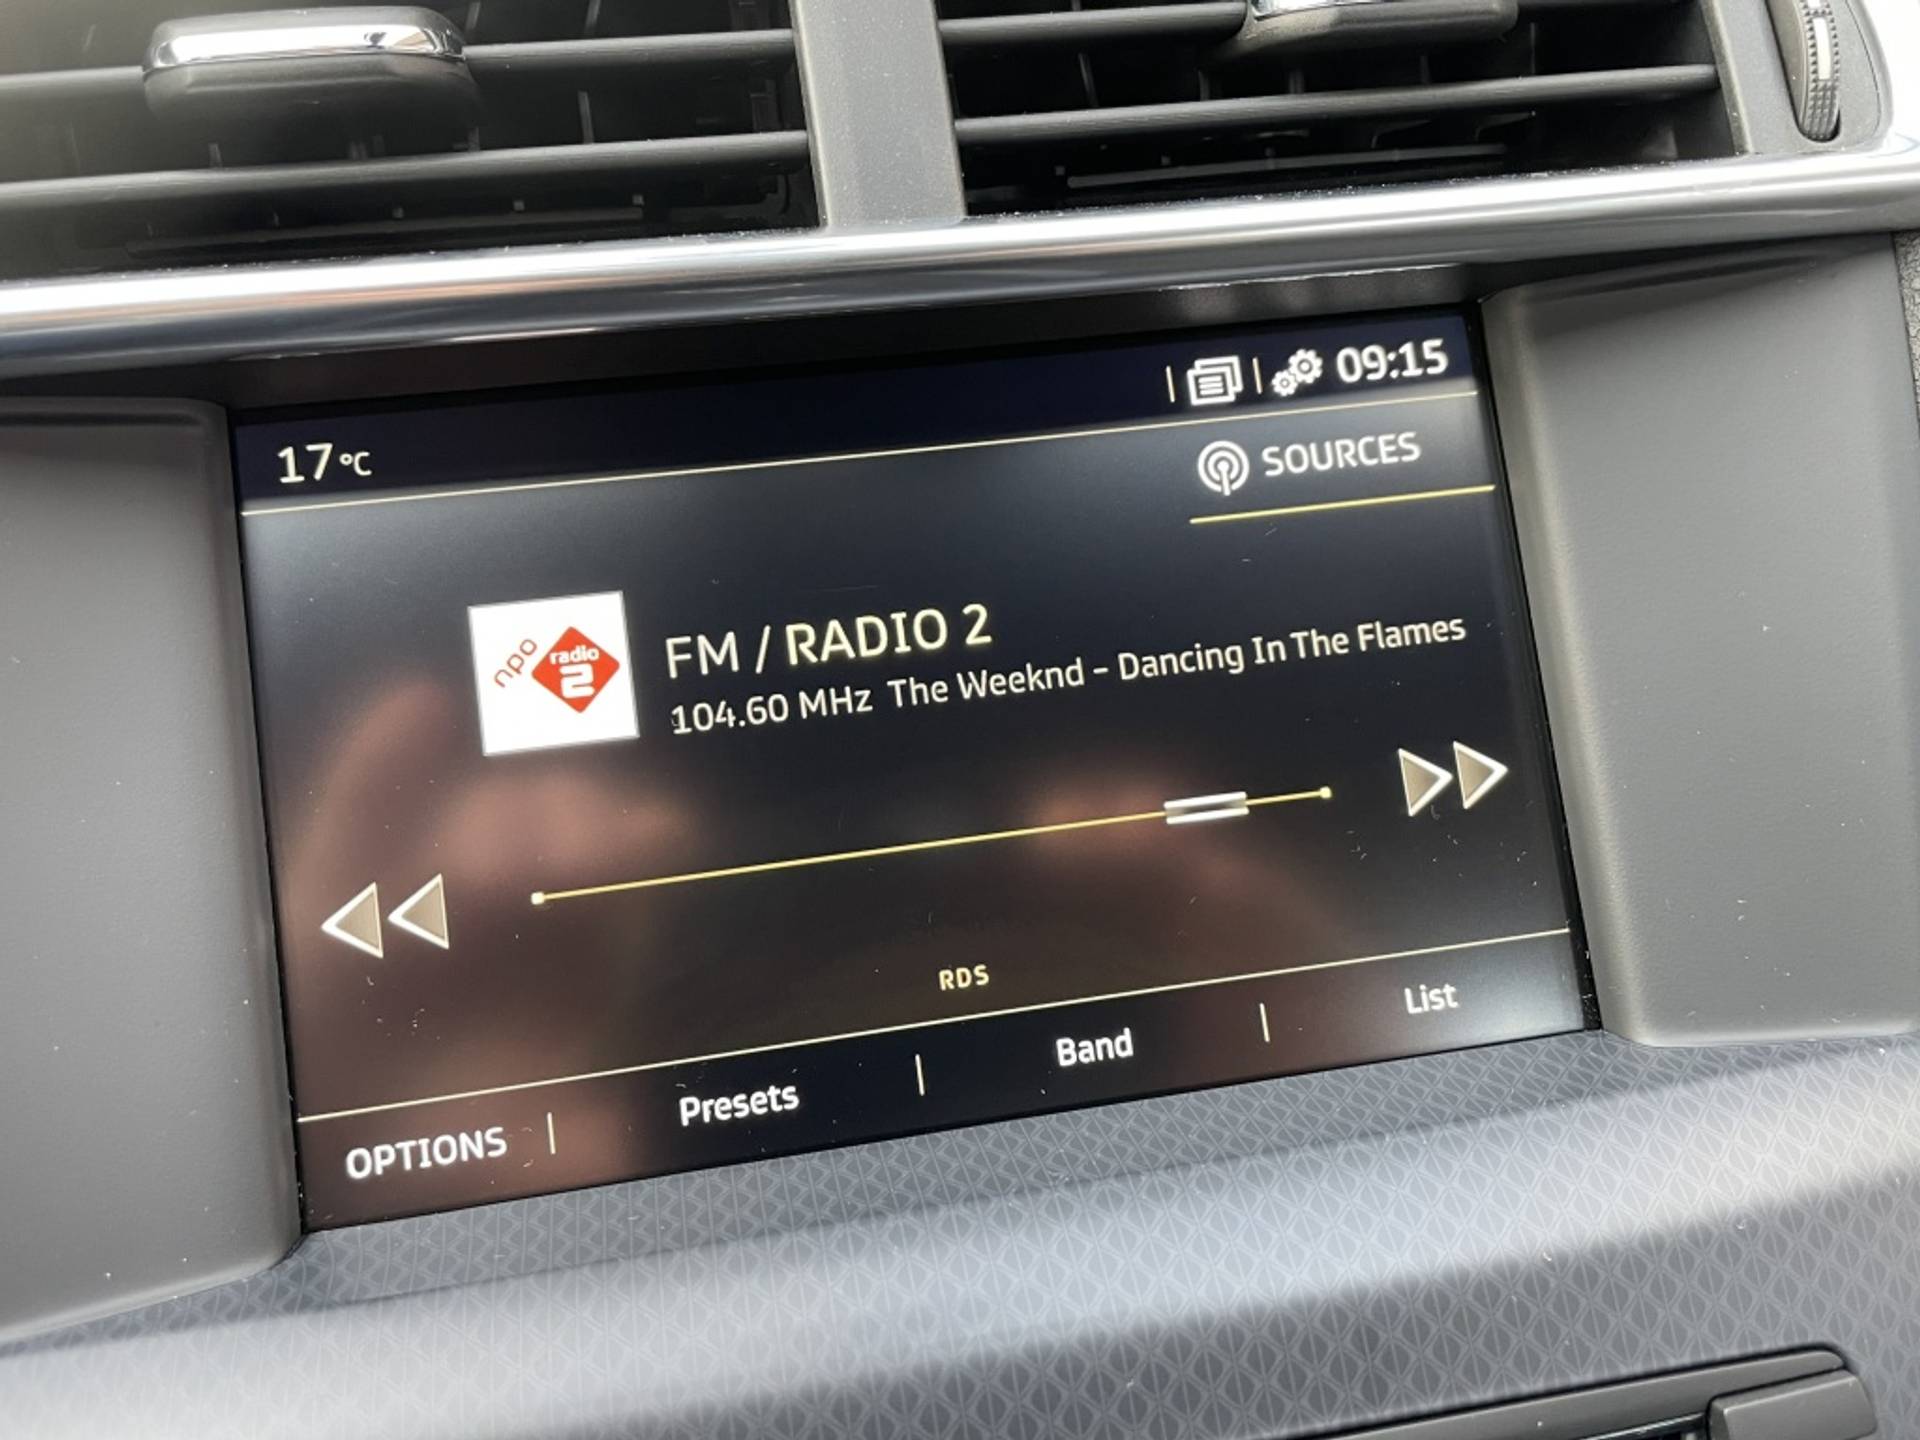 09:15
17°C
SOURCES
npo radio 2
FM / RADIO 2
104.60 MHz The Weeknd - Dancing In The Flames
RDS
OPTIONS | Presets | Band | List